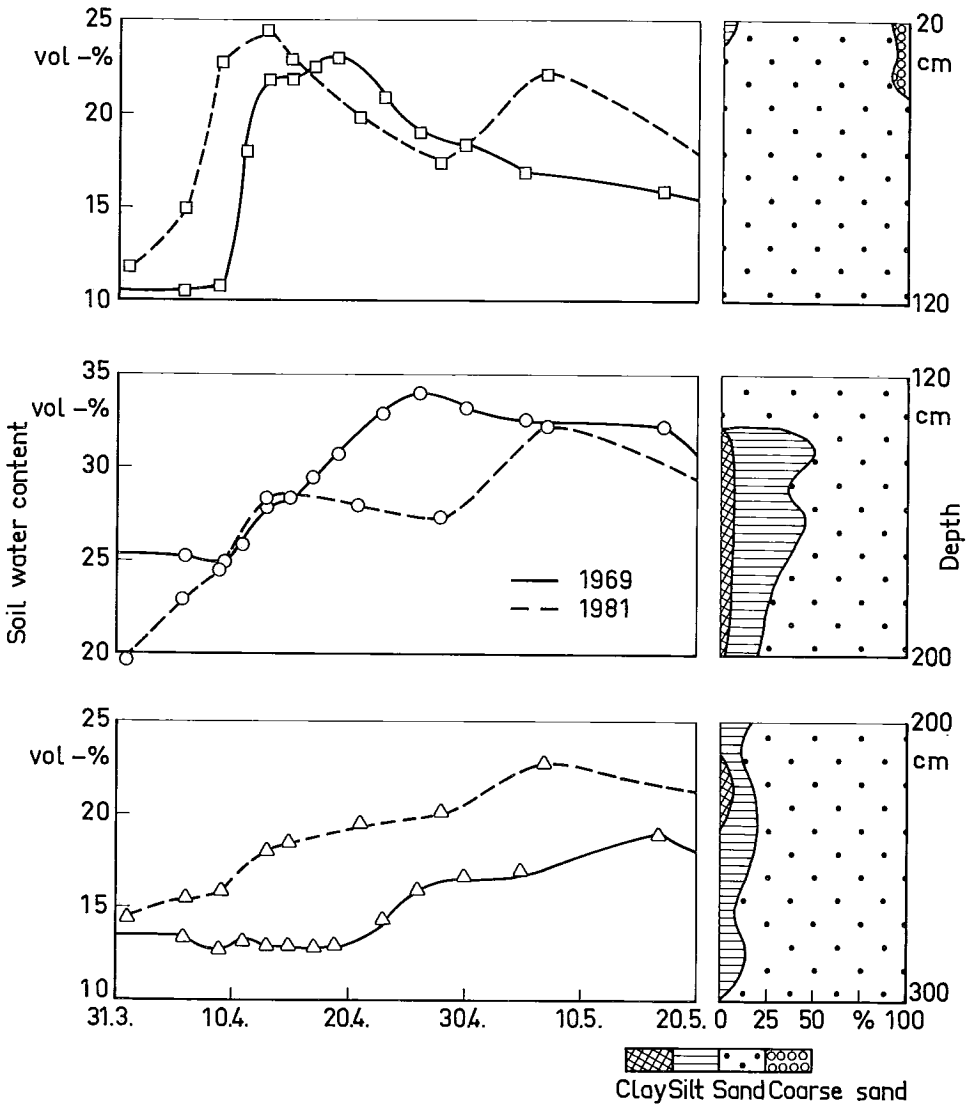 25
vol -%
20
15
10
20
cm
120
35
vol -%
30
25
20
1969
1981
120
cm
200
Soil water content
Depth
25
vol -%
20
15
10
31.3. 10.4. 20.4. 30.4. 10.5. 20.5.
200
cm
300
0 25 % 100
Clay Silt Sand Coarse sand